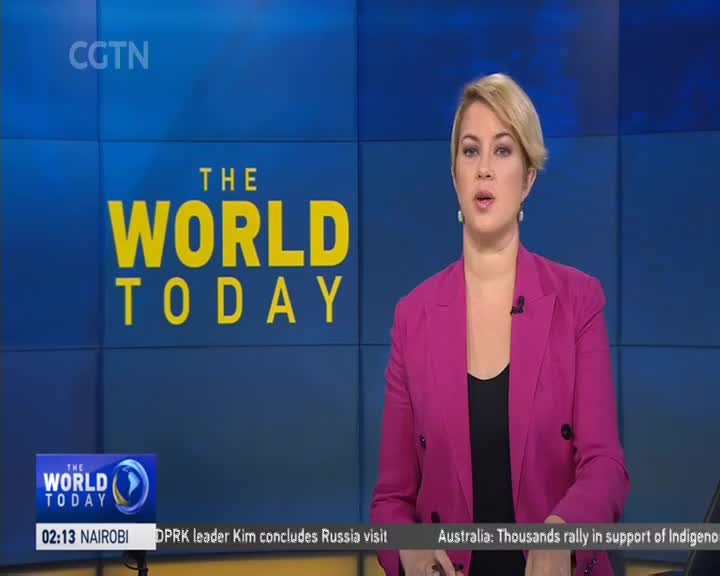 CGTN
THE
WORLD
TODAY
THE
WORLD
TODAY
02:13 NAIROBI
DPRK leader Kim concludes Russia visit Australia: Thousands rally in support of Indigeno